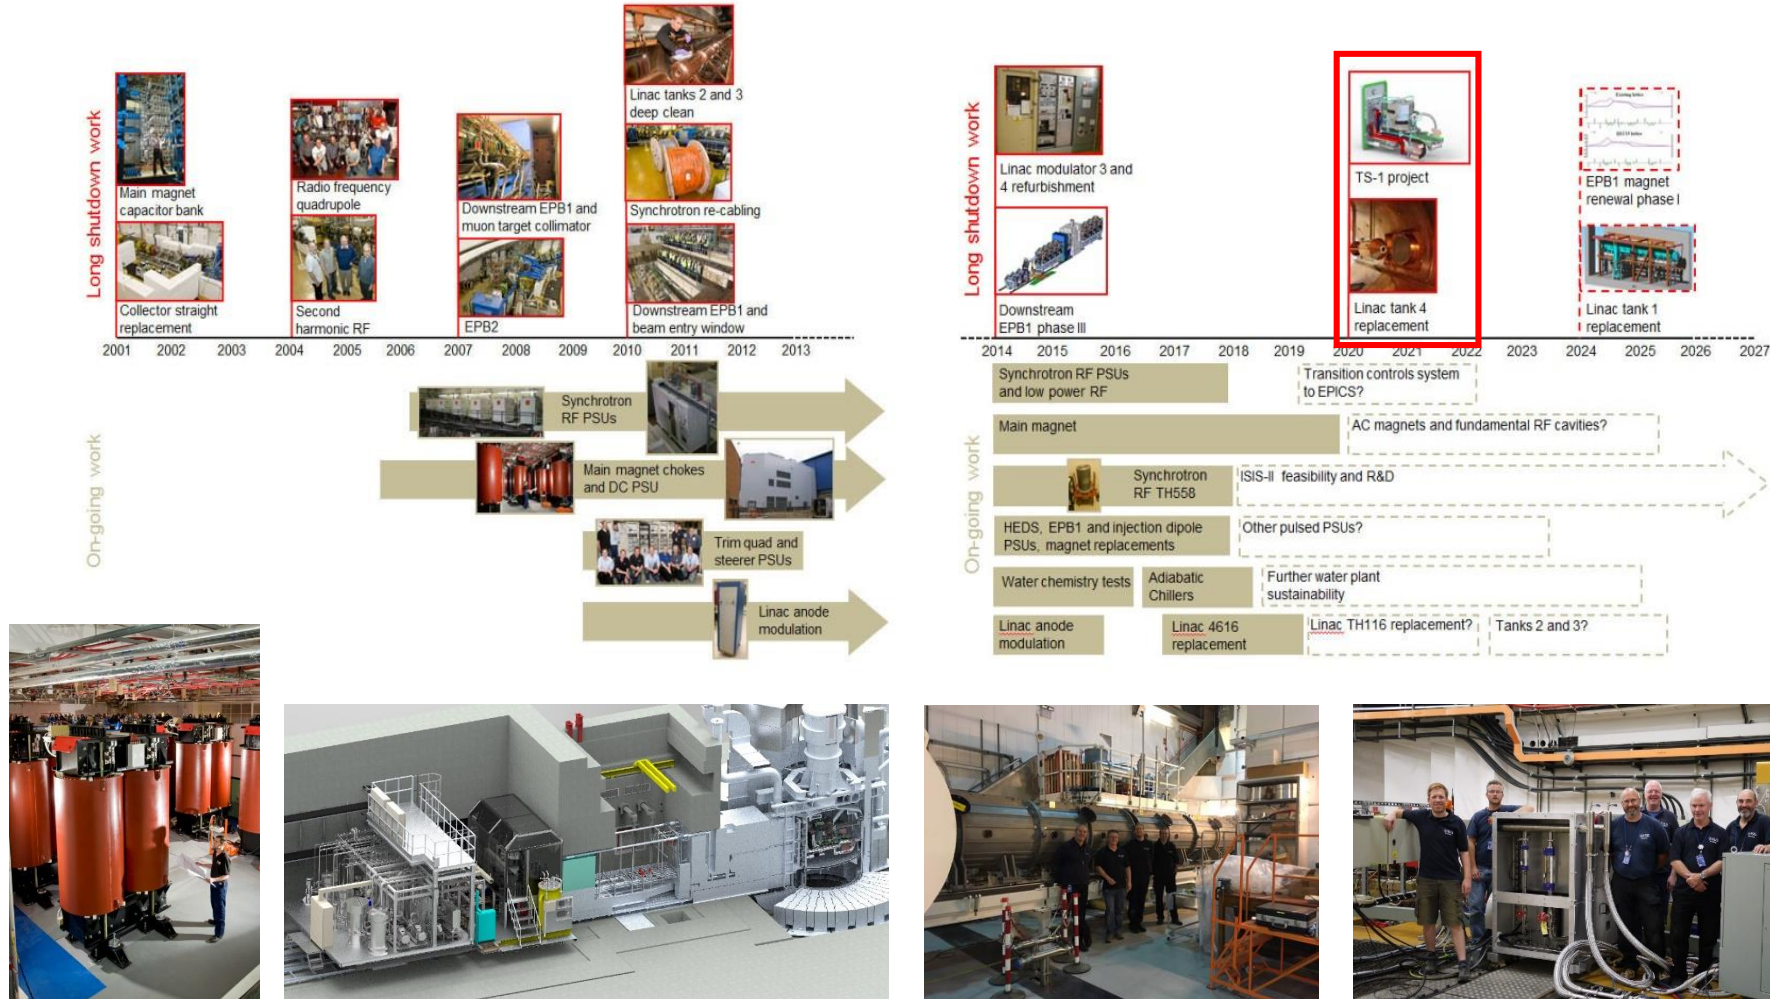 Long shutdown work
Main magnet
capacitor bank
Collector straight
replacement
Radio frequency
quadrupole
Second
harmonic RF
Downstream EPB1 and
muon target collimator
EPB2
Linac tanks 2 and 3
deep clean
Synchrotron re-cabling
Downstream EPB1 and
beam entry window
2001 2002 2003 2004 2005 2006 2007 2008 2009 2010 2011 2012 2013
On-going work
Synchrotron
RF PSUs
Main magnet chokes
and DC PSU
Trim quad and
steerer PSUs
Linac anode
modulation
Long shutdown work
Linac modulator 3 and
4 refurbishment
Downstream
EPB1 phase III
TS-1 project
Linac tank 4
replacement
EPB1 magnet
renewal phase I
Linac tank 1
replacement
2014 2015 2016 2017 2018 2019 2020 2021 2022 2023 2024 2025 2026 2027
On-going work
Synchrotron RF PSUs
and low power RF
Transition controls system
to EPICS?
Main magnet
AC magnets and fundamental RF cavities?
Synchrotron
RF TH558
ISIS-II feasibility and R&D
HEDS, EPB1 and injection dipole
PSUs, magnet replacements
Other pulsed PSUs?
Water chemistry tests
Adiabatic
Chillers
Further water plant
sustainability
Linac anode
modulation
Linac 4616
replacement
Linac TH116 replacement?
Tanks 2 and 3?